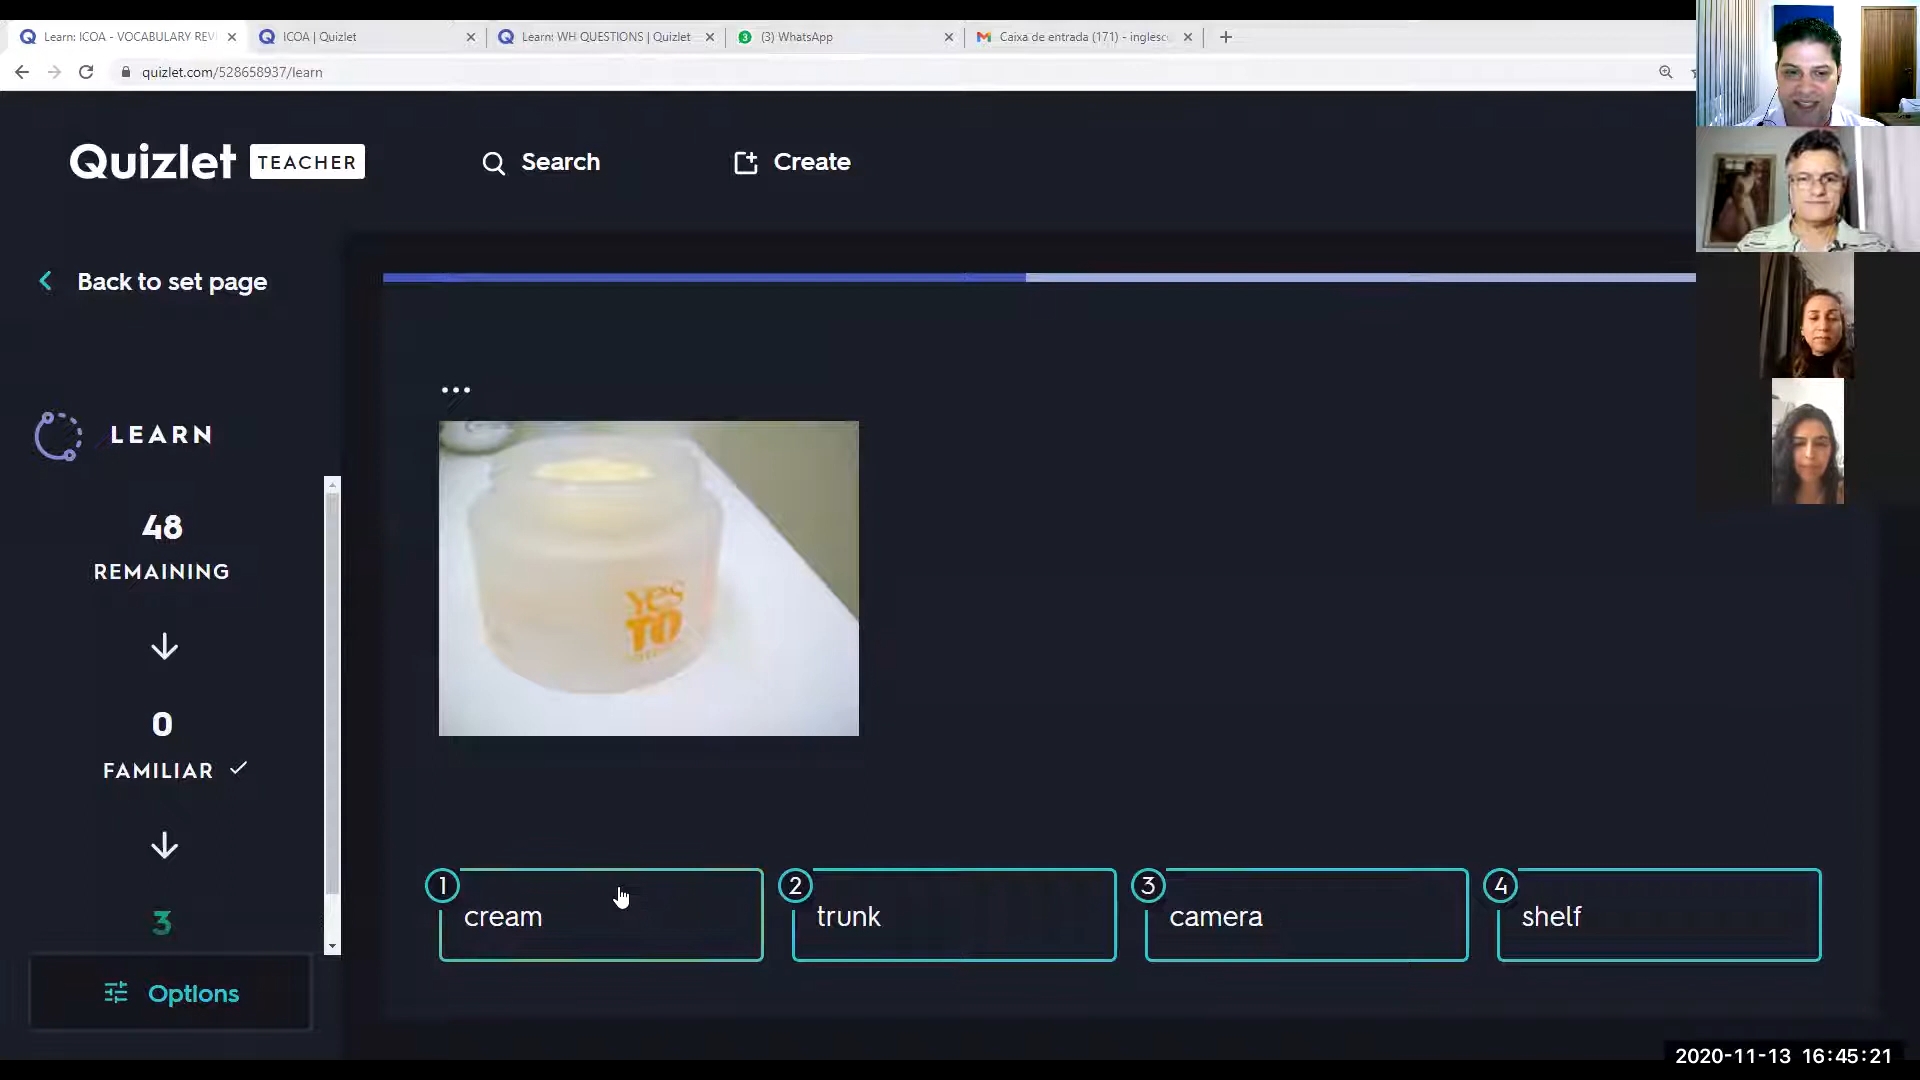 Learn: ICOA - VOCABULARY REVI
ICOA | Quizlet
Learn: WH QUESTIONS | Quizlet
3
(3) WhatsApp
Caixa de entrada (171) - inglesc
quizlet.com/528658937/learn
Quizlet TEACHER
Search
Create
Back to set page
LEARN
48
REMAINING
0
FAMILIAR
3
Options
...
Yes
TO
1
cream
2
trunk
3
camera
4
shelf
2020-11-13 16:45:21